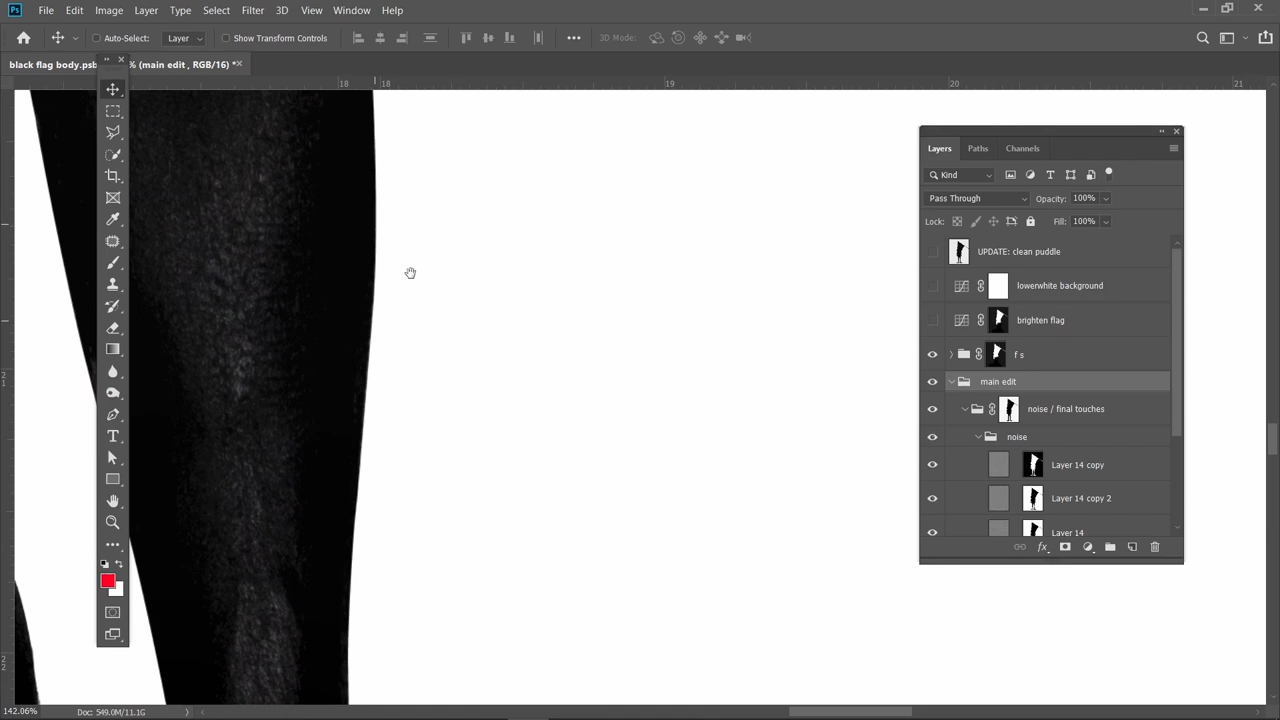 Ps File Edit Image Layer Type Select Filter 3D View Window Help
Auto-Select: Layer Show Transform Controls 3D Mode:
black flag body.psb % (main edit , RGB/16) *
18 18 19 20 21
Layers Paths Channels
Kind
Pass Through Opacity: 100%
Lock: Fill: 100%
UPDATE: clean puddle
lowerwhite background
brighten flag
f s
main edit
noise / final touches
noise
Layer 14 copy
Layer 14 copy 2
Layer 14
fx
142.06% Doc: 549.0M/11.1G